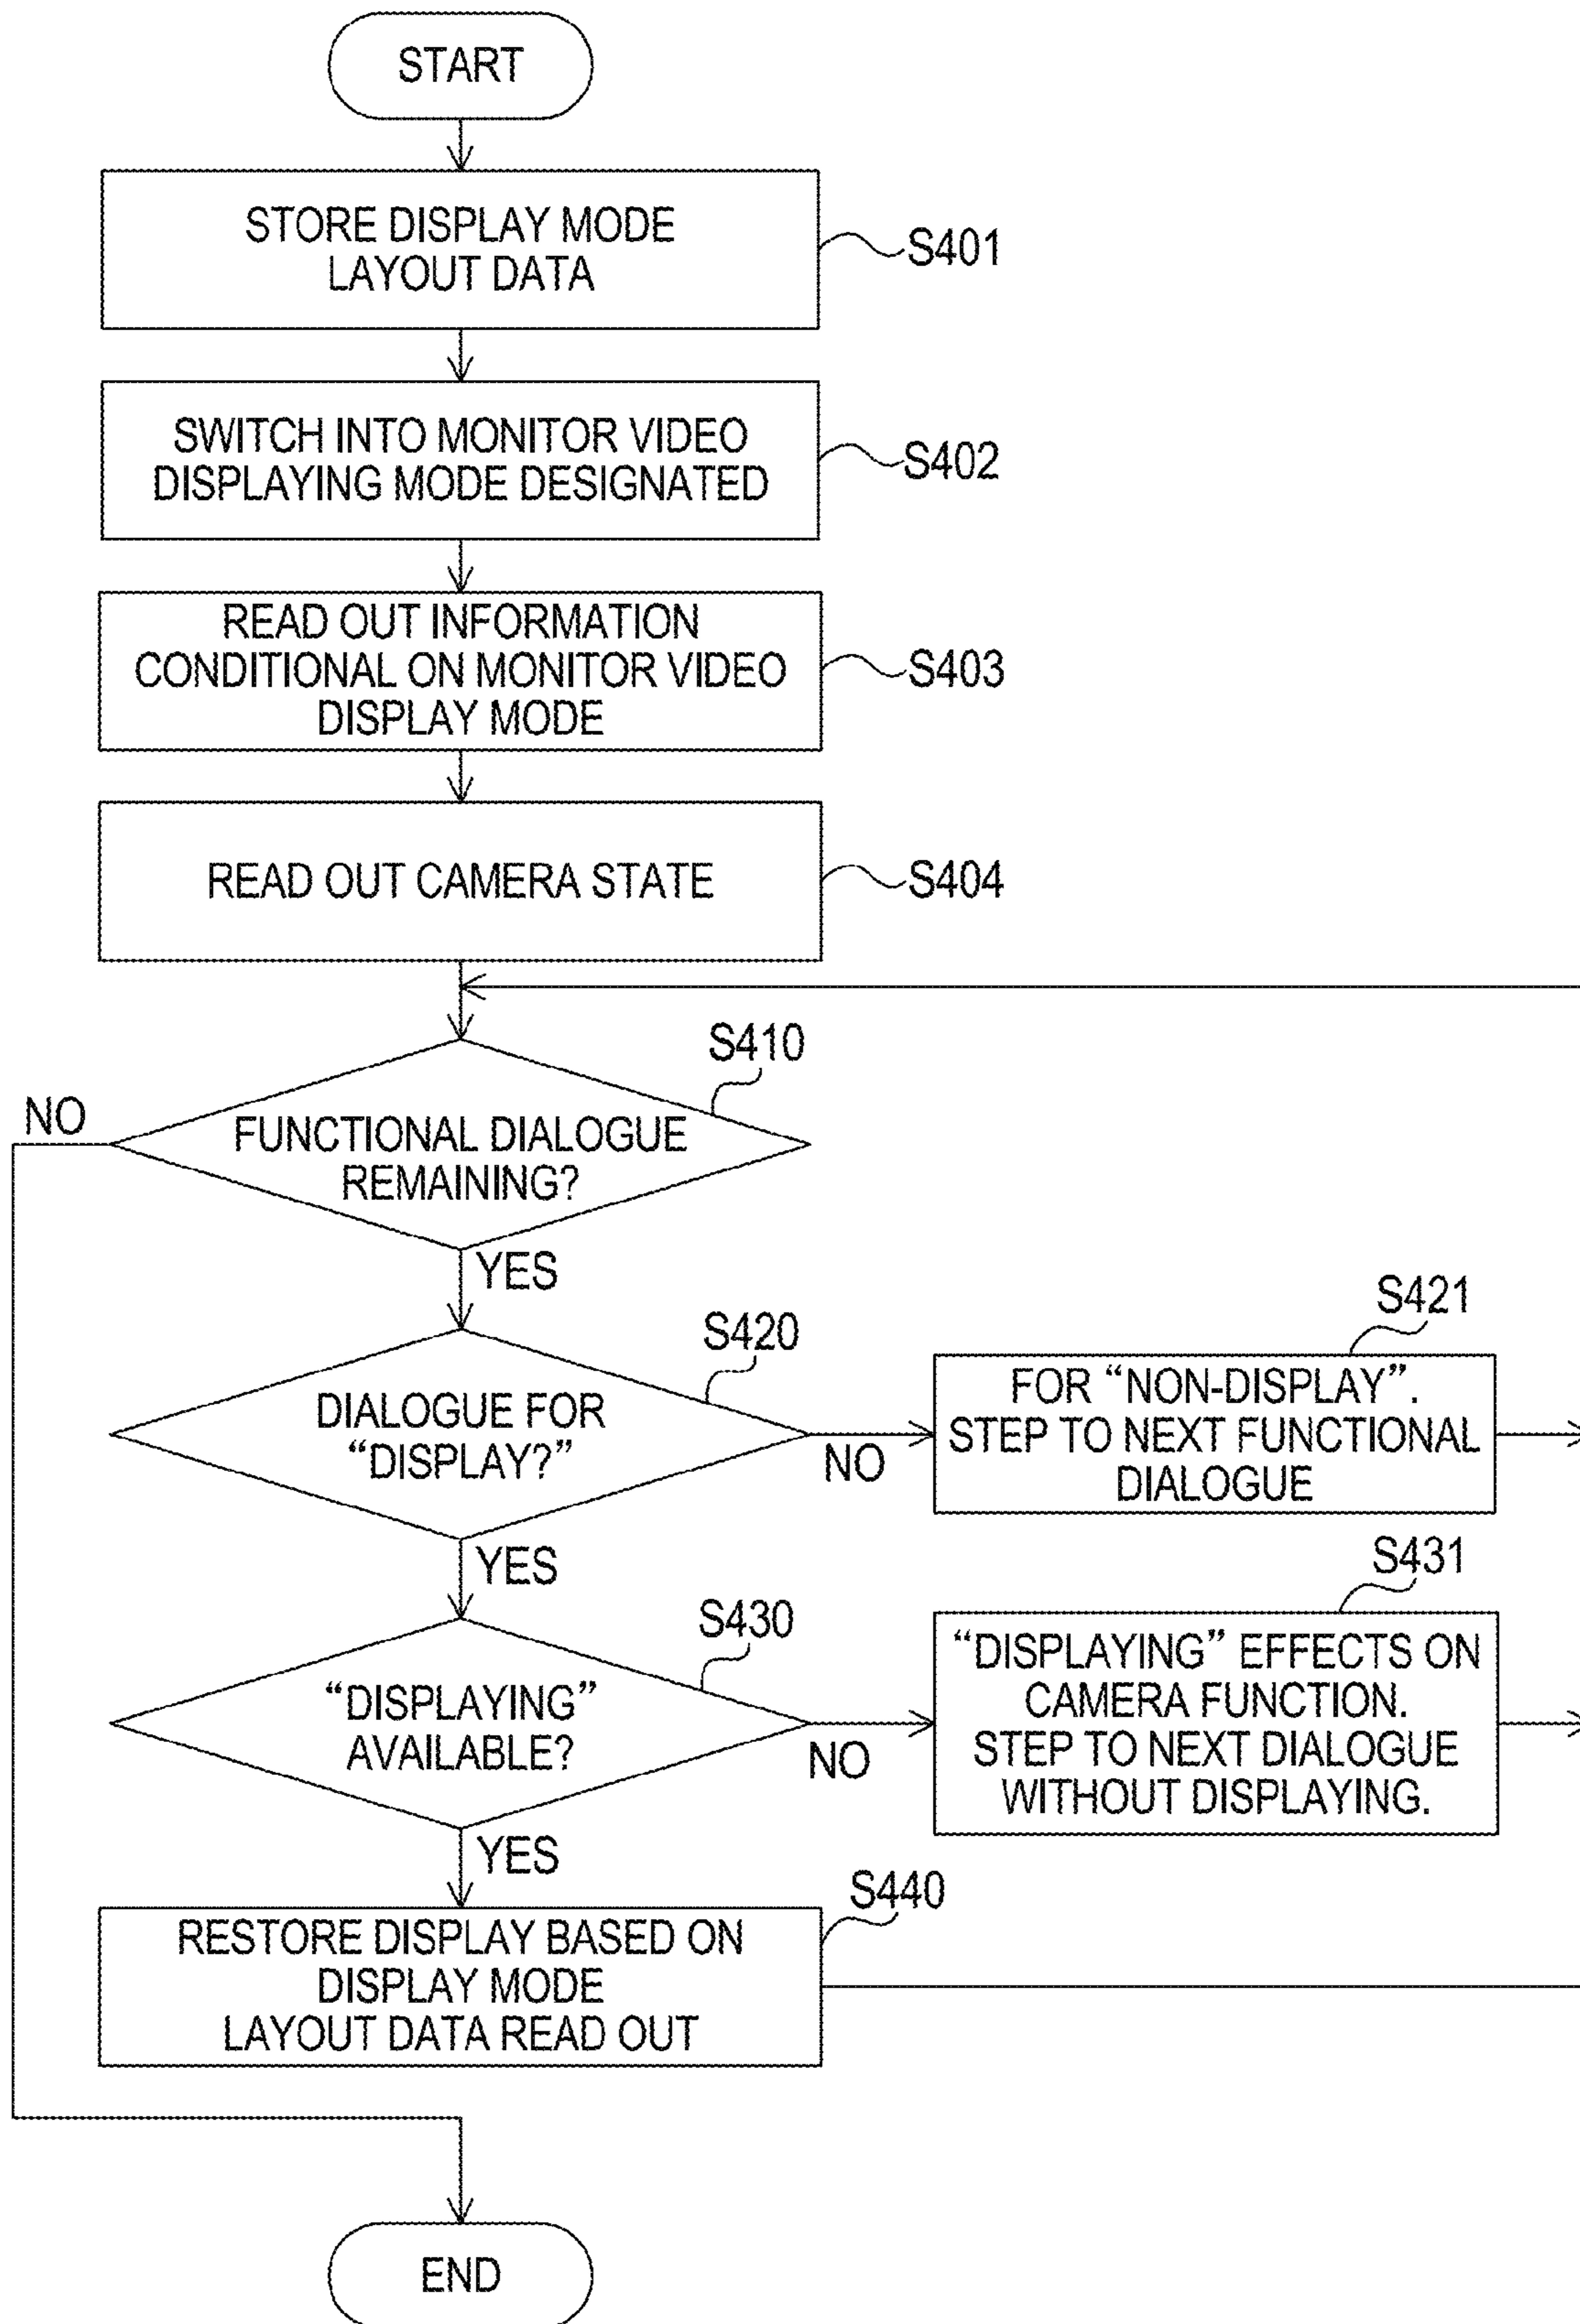 START
STORE DISPLAY MODE
LAYOUT DATA
S401
SWITCH INTO MONITOR VIDEO
DISPLAYING MODE DESIGNATED
S402
READ OUT INFORMATION
CONDITIONAL ON MONITOR VIDEO
DISPLAY MODE
S403
READ OUT CAMERA STATE
S404
S410
NO
FUNCTIONAL DIALOGUE
REMAINING?
YES
S420
DIALOGUE FOR
“DISPLAY?”
NO
S421
FOR “NON-DISPLAY”.
STEP TO NEXT FUNCTIONAL
DIALOGUE
YES
S430
“DISPLAYING”
AVAILABLE?
NO
S431
“DISPLAYING” EFFECTS ON
CAMERA FUNCTION.
STEP TO NEXT DIALOGUE
WITHOUT DISPLAYING.
YES
S440
RESTORE DISPLAY BASED ON
DISPLAY MODE
LAYOUT DATA READ OUT
END